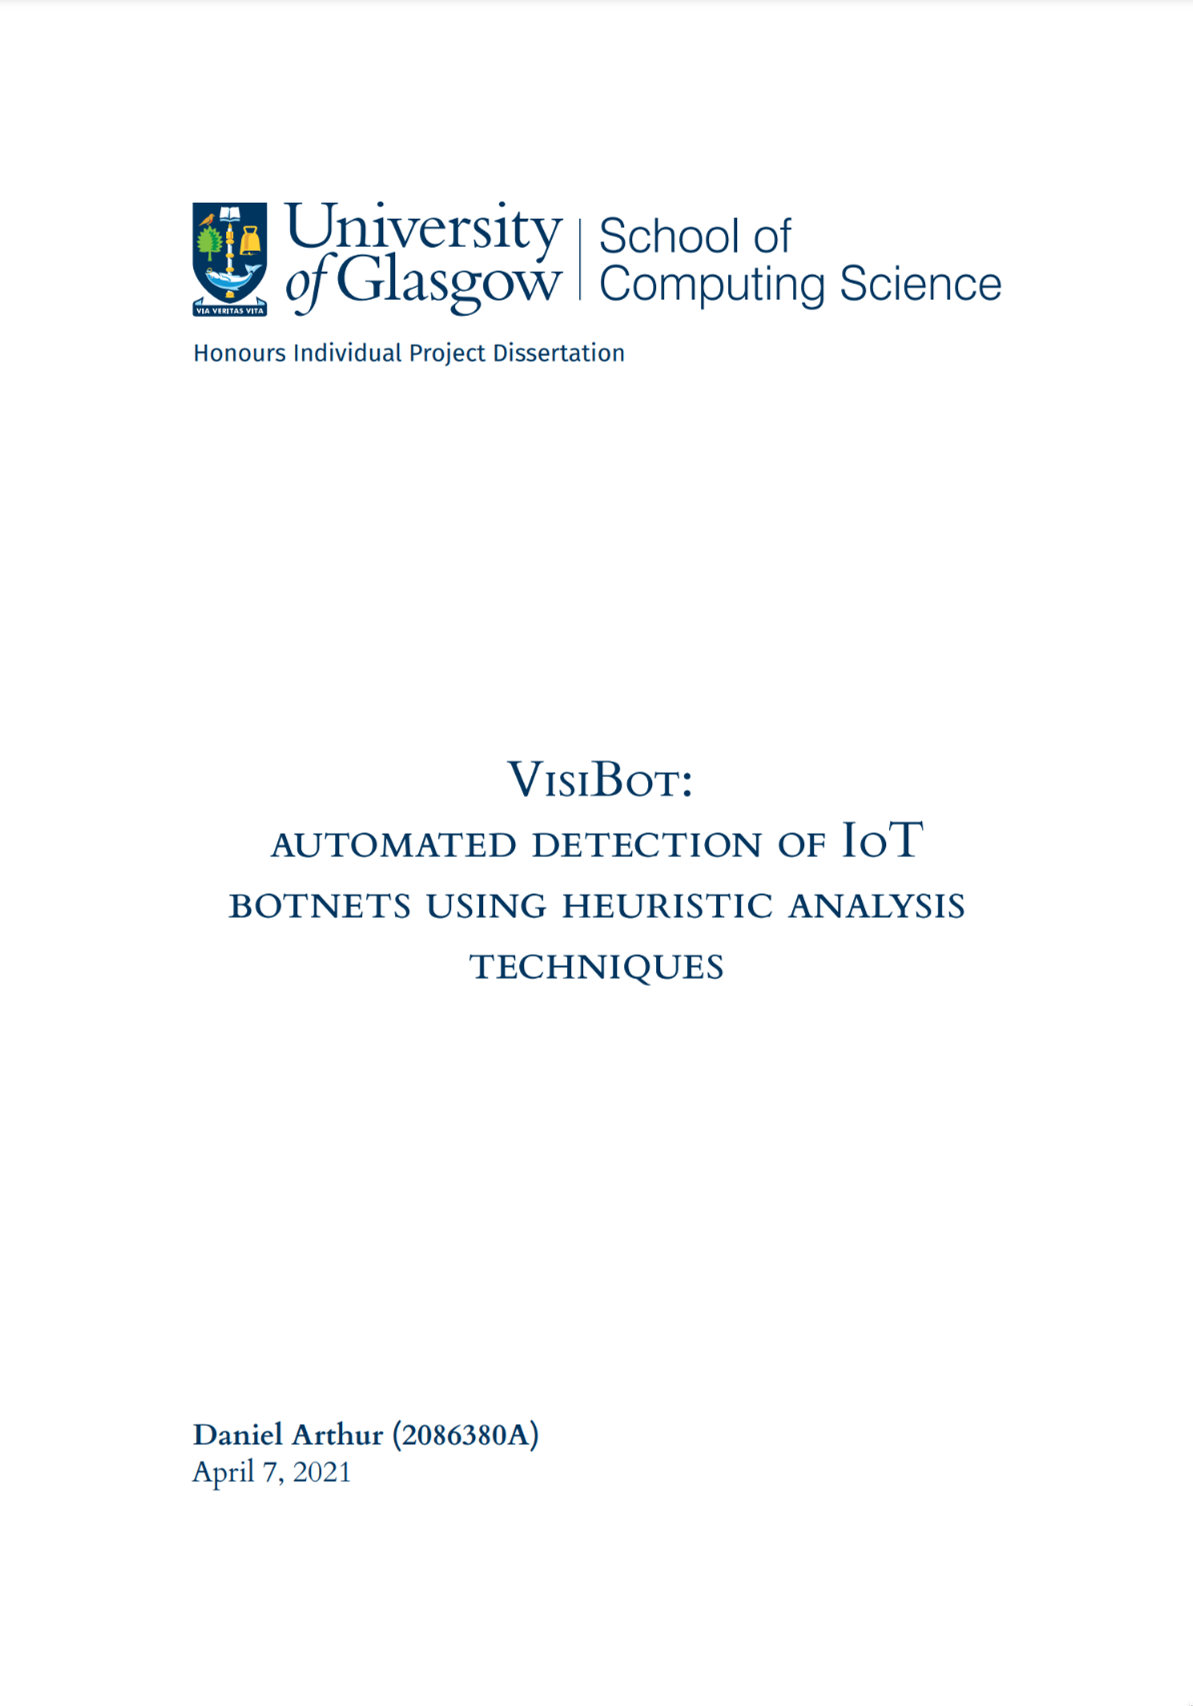 University
of Glasgow
School of
Computing Science
VIA VERITAS VITA
Honours Individual Project Dissertation
VisiBot:
automated detection of IoT
botnets using heuristic analysis
techniques
Daniel Arthur (2086380A)
April 7, 2021